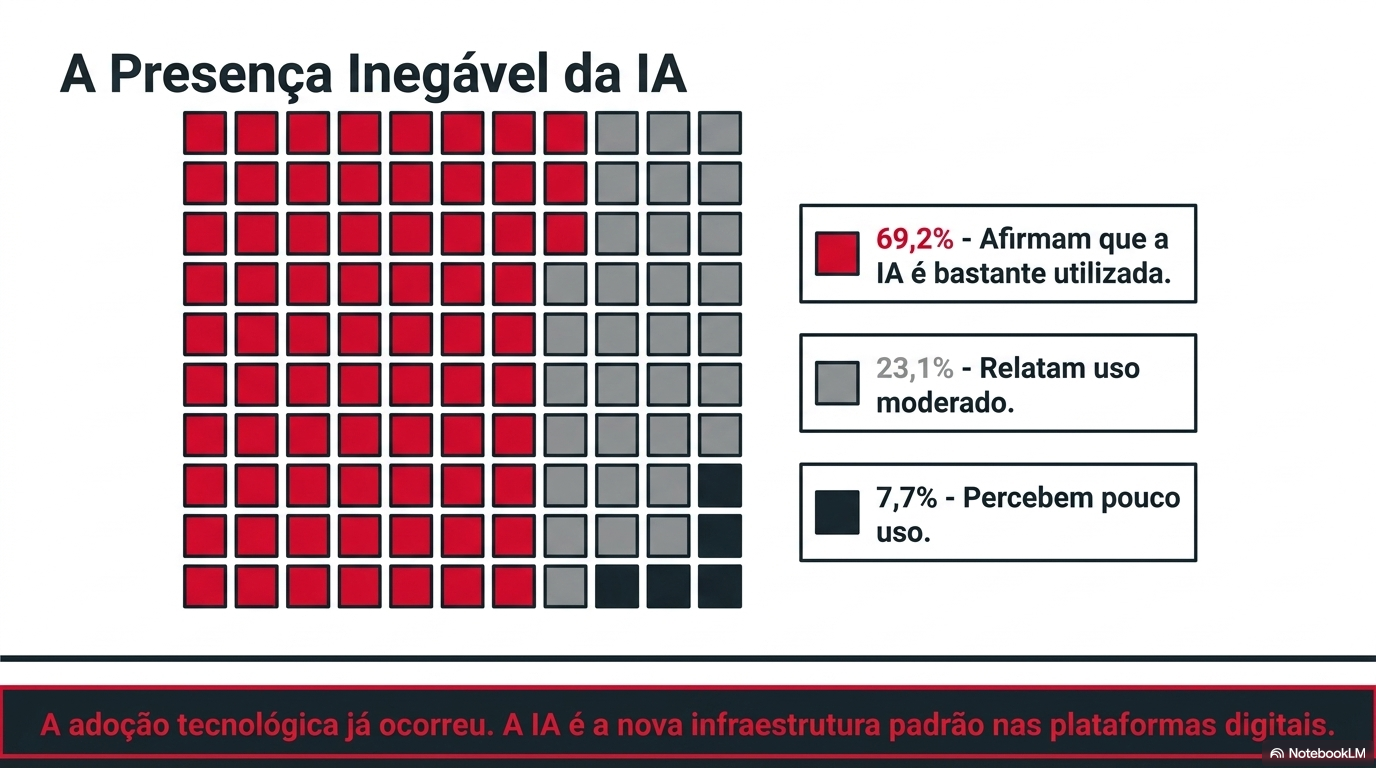 A Presença Inegável da IA
69,2% - Afirmam que a
IA é bastante utilizada.
23,1% - Relatam uso
moderado.
7,7% - Percebem pouco
uso.
A adoção tecnológica já ocorreu. A IA é a nova infraestrutura padrão nas plataformas digitais.
NotebookLM